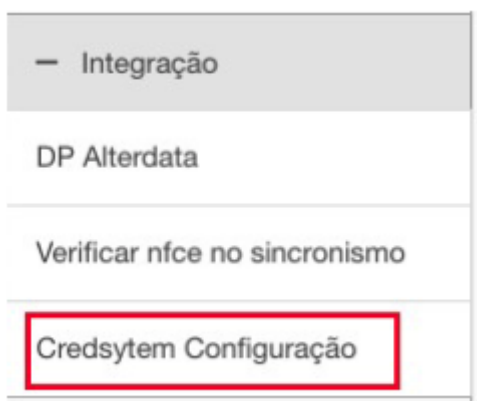 − Integração
DP Alterdata
Verificar nfce no sincronismo
Credsytem Configuração